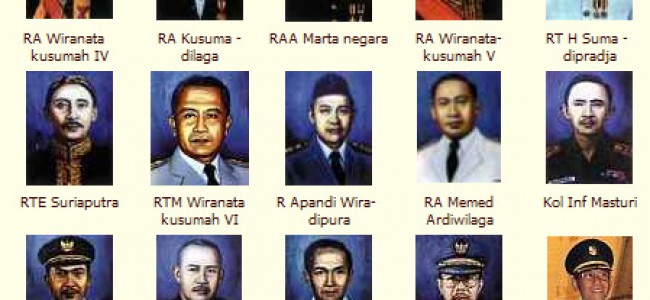 RA Wiranata
kusumah IV
RA Kusuma -
dilaga
RAA Marta negara
RA Wiranata-
kusumah V
RT H Suma -
dipradja
RTE Suriaputra
RTM Wiranata
kusumah VI
R Apandi Wira-
dipura
RA Memed
Ardiwilaga
Kol Inf Masturi